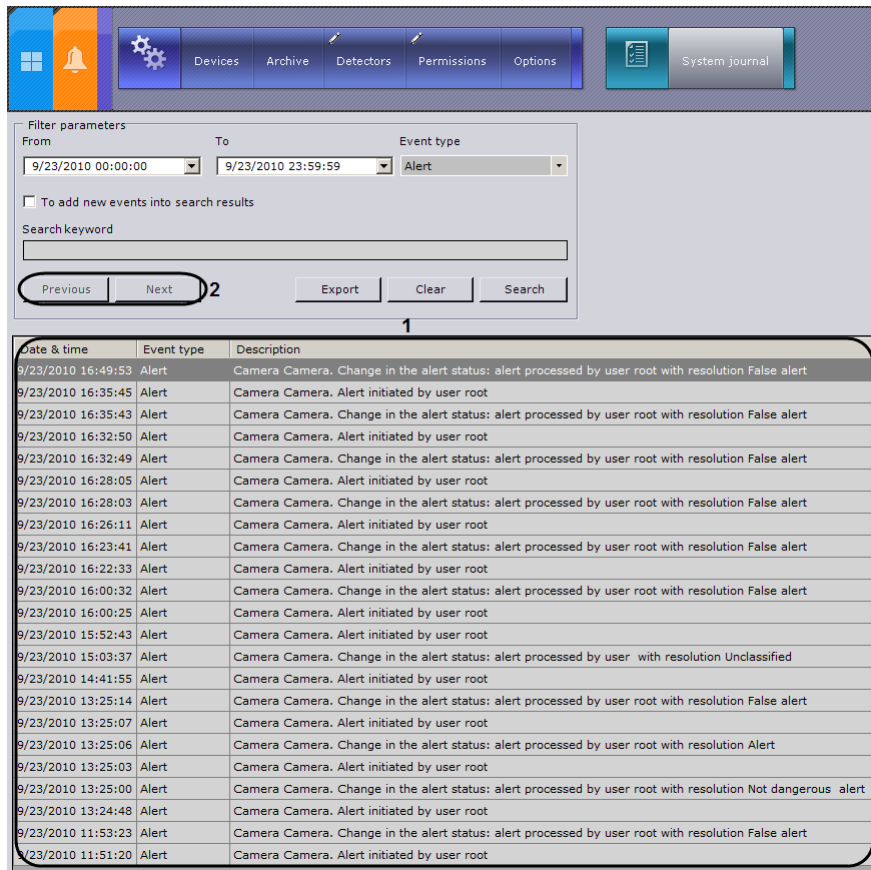 Devices Archive Detectors Permissions Options System journal
Filter parameters
From To Event type
9/23/2010 00:00:00 9/23/2010 23:59:59 Alert
To add new events into search results
Search keyword
Previous Next 2 Export Clear Search
1
Date & time Event type Description
9/23/2010 16:49:53 Alert Camera Camera. Change in the alert status: alert processed by user root with resolution False alert
9/23/2010 16:35:45 Alert Camera Camera. Alert initiated by user root
9/23/2010 16:35:43 Alert Camera Camera. Change in the alert status: alert processed by user root with resolution False alert
9/23/2010 16:32:50 Alert Camera Camera. Alert initiated by user root
9/23/2010 16:32:49 Alert Camera Camera. Change in the alert status: alert processed by user root with resolution False alert
9/23/2010 16:28:05 Alert Camera Camera. Alert initiated by user root
9/23/2010 16:28:03 Alert Camera Camera. Change in the alert status: alert processed by user root with resolution False alert
9/23/2010 16:26:11 Alert Camera Camera. Alert initiated by user root
9/23/2010 16:23:41 Alert Camera Camera. Change in the alert status: alert processed by user root with resolution False alert
9/23/2010 16:22:33 Alert Camera Camera. Alert initiated by user root
9/23/2010 16:00:32 Alert Camera Camera. Change in the alert status: alert processed by user root with resolution False alert
9/23/2010 16:00:25 Alert Camera Camera. Alert initiated by user root
9/23/2010 15:52:43 Alert Camera Camera. Alert initiated by user root
9/23/2010 15:03:37 Alert Camera Camera. Change in the alert status: alert processed by user with resolution Unclassified
9/23/2010 14:41:55 Alert Camera Camera. Alert initiated by user root
9/23/2010 13:25:14 Alert Camera Camera. Change in the alert status: alert processed by user root with resolution False alert
9/23/2010 13:25:07 Alert Camera Camera. Alert initiated by user root
9/23/2010 13:25:06 Alert Camera Camera. Change in the alert status: alert processed by user root with resolution Alert
9/23/2010 13:25:03 Alert Camera Camera. Alert initiated by user root
9/23/2010 13:25:00 Alert Camera Camera. Change in the alert status: alert processed by user root with resolution Not dangerous alert
9/23/2010 13:24:48 Alert Camera Camera. Alert initiated by user root
9/23/2010 11:53:23 Alert Camera Camera. Change in the alert status: alert processed by user root with resolution False alert
9/23/2010 11:51:20 Alert Camera Camera. Alert initiated by user root